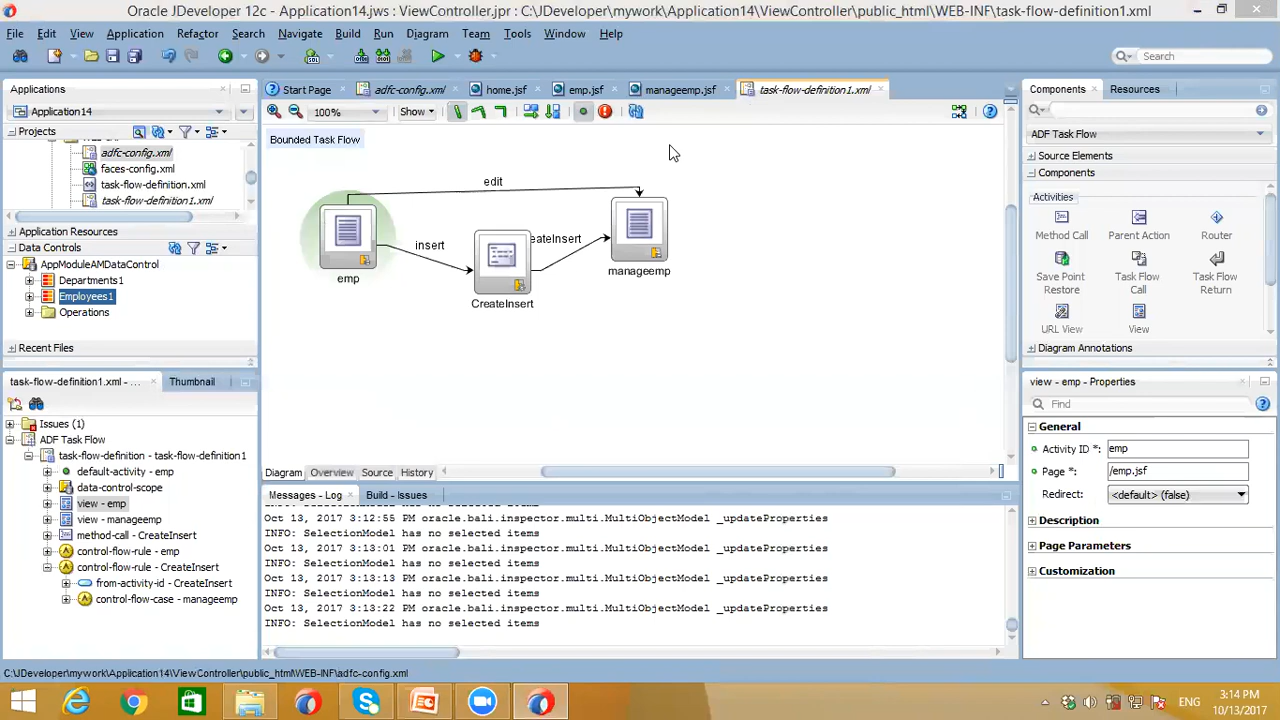 Oracle JDeveloper 12c - Application14.jws : ViewController.jpr : C:\JDeveloper\mywork\Application14\ViewController\public_html\WEB-INF\task-flow-definition1.xml
File Edit View Application Refactor Search Navigate Build Run Diagram Team Tools Window Help
Search
Applications
Application14
Projects
adfc-config.xml
faces-config.xml
task-flow-definition.xml
task-flow-definition1.xml
Application Resources
Data Controls
AppModuleAMDataControl
Departments1
Employees1
Operations
Recent Files
task-flow-definition1.xml - ...
Thumbnail
Issues (1)
ADF Task Flow
task-flow-definition - task-flow-definition1
default-activity - emp
data-control-scope
view - emp
view - manageemp
method-call - CreateInsert
control-flow-rule - emp
control-flow-rule - CreateInsert
from-activity-id - CreateInsert
control-flow-case - manageemp
Start Page
adfc-config.xml
home.jsf
emp.jsf
manageemp.jsf
task-flow-definition1.xml
100%
Show
Bounded Task Flow
edit
insert
eateInsert
emp
manageemp
CreateInsert
Diagram Overview Source History
Messages - Log
Build - Issues
Oct 13, 2017 3:12:55 PM oracle.bali.inspector.multi.MultiObjectModel _updateProperties
INFO: SelectionModel has no selected items
Oct 13, 2017 3:13:01 PM oracle.bali.inspector.multi.MultiObjectModel _updateProperties
INFO: SelectionModel has no selected items
Oct 13, 2017 3:13:13 PM oracle.bali.inspector.multi.MultiObjectModel _updateProperties
INFO: SelectionModel has no selected items
Oct 13, 2017 3:13:22 PM oracle.bali.inspector.multi.MultiObjectModel _updateProperties
INFO: SelectionModel has no selected items
Components
Resources
ADF Task Flow
Source Elements
Components
Activities
Method Call
Parent Action
Router
Save Point Restore
Task Flow Call
Task Flow Return
URL View
View
Diagram Annotations
view - emp - Properties
Find
General
Activity ID *: emp
Page *: /emp.jsf
Redirect: <default> (false)
Description
Page Parameters
Customization
C:\JDeveloper\mywork\Application14\ViewController\public_html\WEB-INF\adfc-config.xml
ENG
3:14 PM
10/13/2017